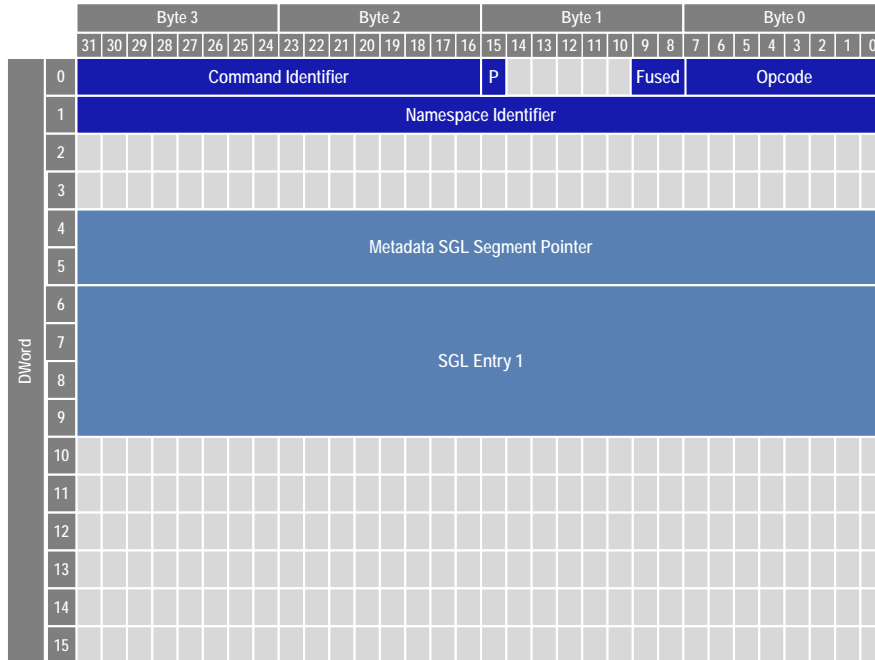 Byte 3 Byte 2 Byte 1 Byte 0
31 30 29 28 27 26 25 24 23 22 21 20 19 18 17 16 15 14 13 12 11 10 9 8 7 6 5 4 3 2 1 0
DWord
0 Command Identifier P Fused Opcode
1 Namespace Identifier
2
3
4
Metadata SGL Segment Pointer
5
6
7
SGL Entry 1
8
9
10
11
12
13
14
15